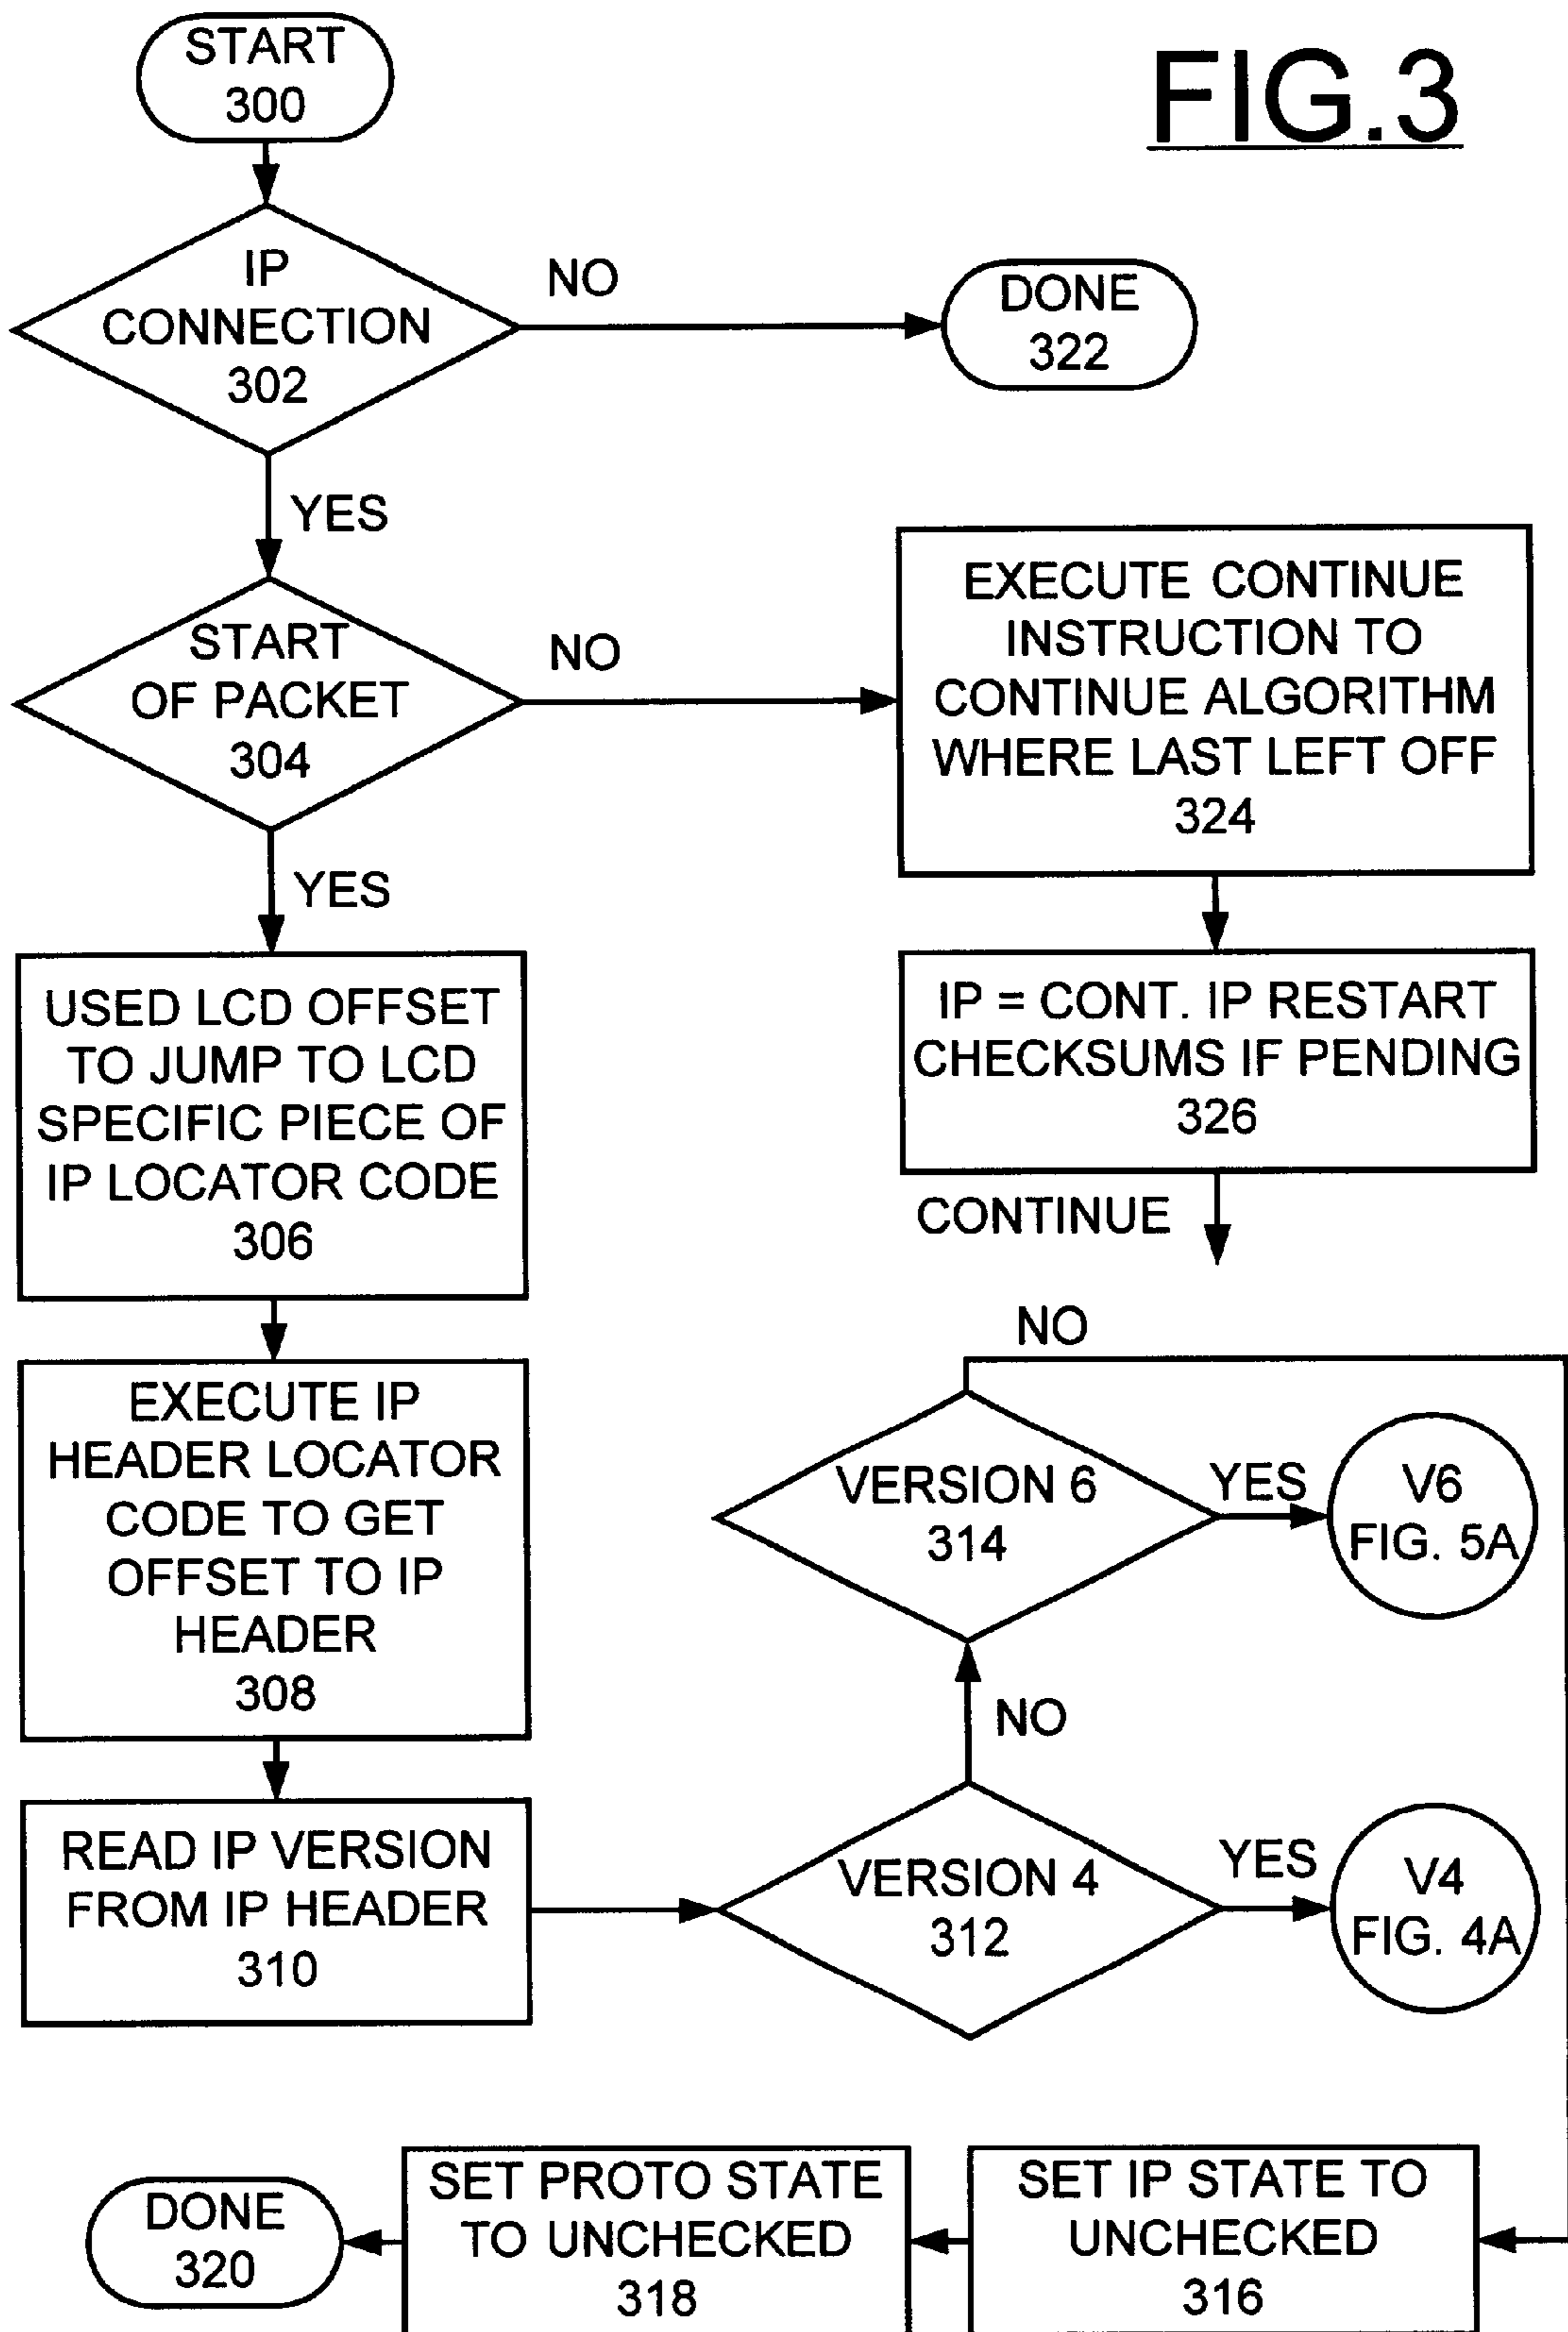 FIG.3
START
300
IP
CONNECTION
302
NO
DONE
322
YES
START
OF PACKET
304
NO
EXECUTE CONTINUE
INSTRUCTION TO
CONTINUE ALGORITHM
WHERE LAST LEFT OFF
324
YES
USED LCD OFFSET
TO JUMP TO LCD
SPECIFIC PIECE OF
IP LOCATOR CODE
306
IP = CONT. IP RESTART
CHECKSUMS IF PENDING
326
CONTINUE
EXECUTE IP
HEADER LOCATOR
CODE TO GET
OFFSET TO IP
HEADER
308
NO
VERSION 6
314
YES
V6
FIG. 5A
NO
READ IP VERSION
FROM IP HEADER
310
VERSION 4
312
YES
V4
FIG. 4A
DONE
320
SET PROTO STATE
TO UNCHECKED
318
SET IP STATE TO
UNCHECKED
316